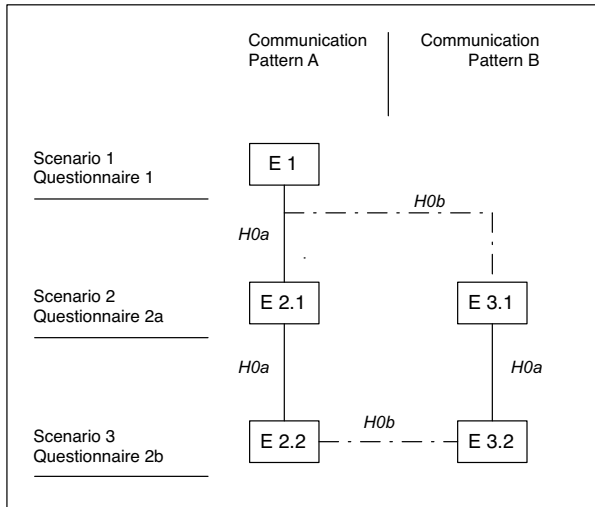 Communication
Pattern A
Communication
Pattern B
Scenario 1
Questionnaire 1
E 1
H0b
H0a
Scenario 2
Questionnaire 2a
E 2.1
E 3.1
H0a
H0a
Scenario 3
Questionnaire 2b
E 2.2
H0b
E 3.2